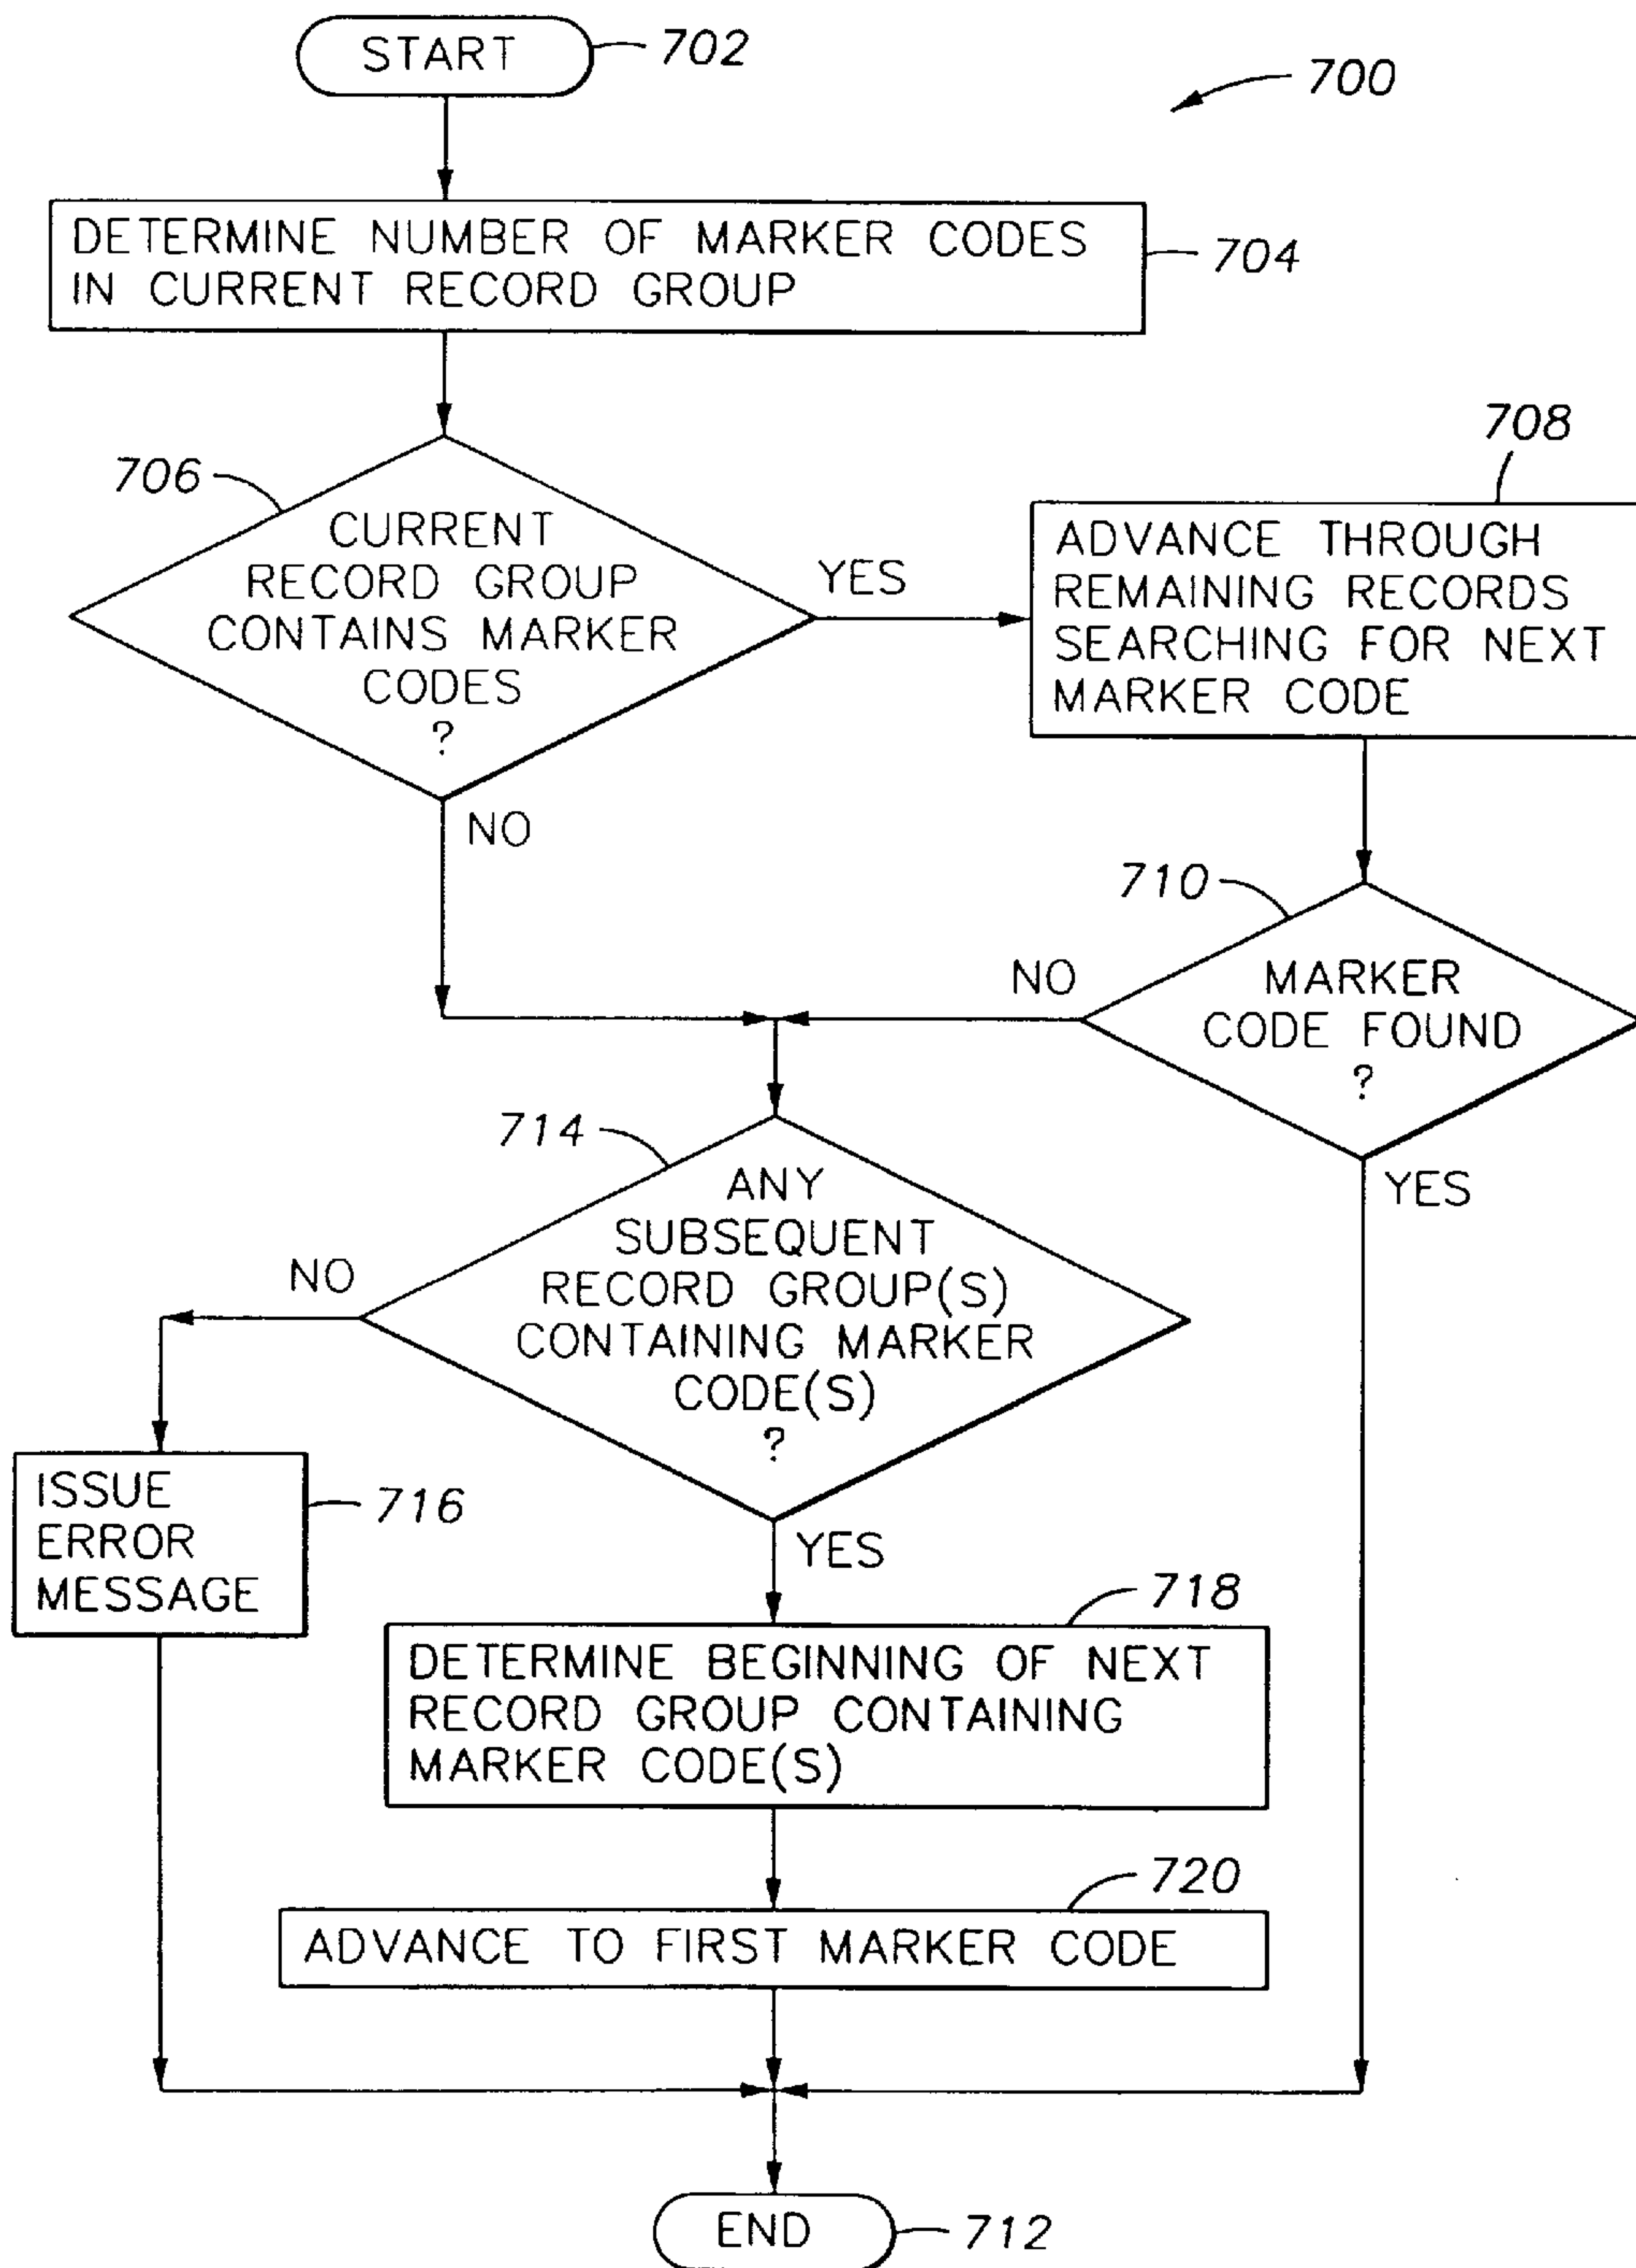 START
702
700
DETERMINE NUMBER OF MARKER CODES
IN CURRENT RECORD GROUP
704
706
CURRENT
RECORD GROUP
CONTAINS MARKER
CODES
?
YES
NO
708
ADVANCE THROUGH
REMAINING RECORDS
SEARCHING FOR NEXT
MARKER CODE
710
MARKER
CODE FOUND
?
NO
YES
714
ANY
SUBSEQUENT
RECORD GROUP(S)
CONTAINING MARKER
CODE(S)
?
NO
YES
ISSUE
ERROR
MESSAGE
716
718
DETERMINE BEGINNING OF NEXT
RECORD GROUP CONTAINING
MARKER CODE(S)
720
ADVANCE TO FIRST MARKER CODE
END
712